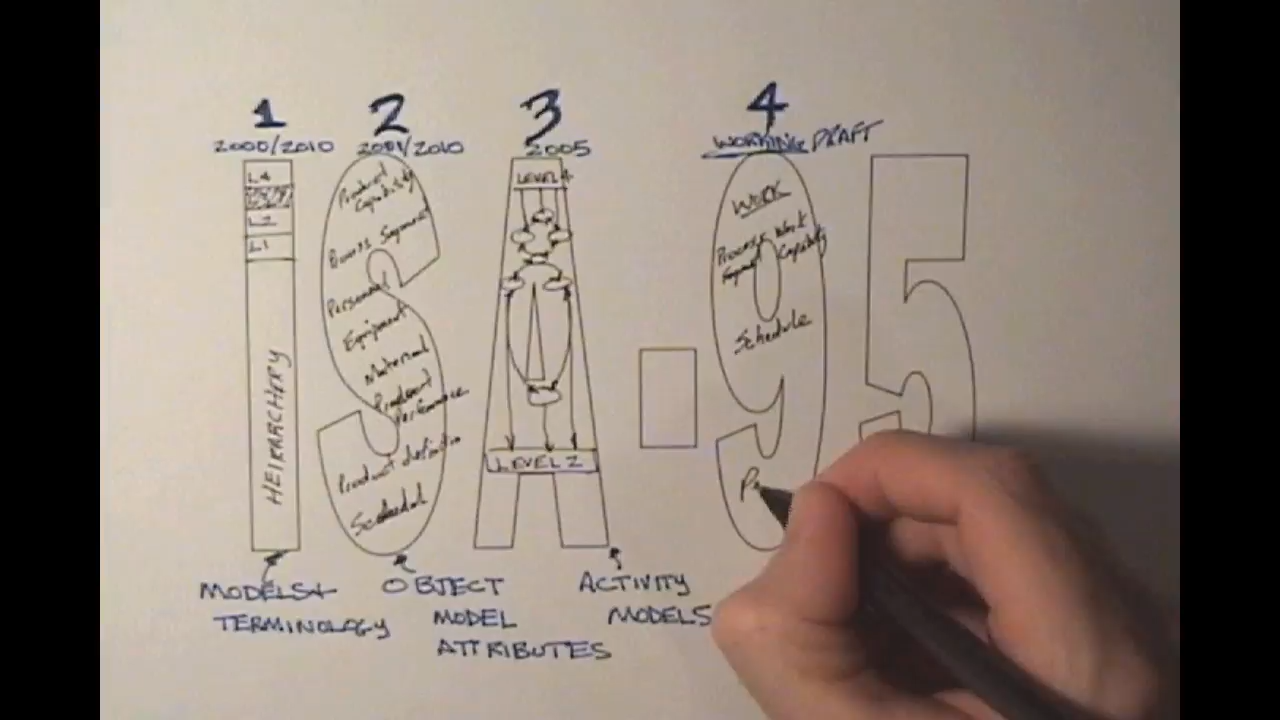 1
2000/2010
L4
L2
L1
HEIRARCHERY
MODELS+
TERMINOLOGY
2
2001/2010
Product
Capability
Process Segment
Personnel
Equipment
Material
Product
Performance
Product definition
Schedule
OBJECT
MODEL
ATTRIBUTES
3
2005
LEVEL 4
LEVEL 2
ACTIVITY
MODELS
4
WORKING DRAFT
WORK
Process Work
Segment Capability
Schedule